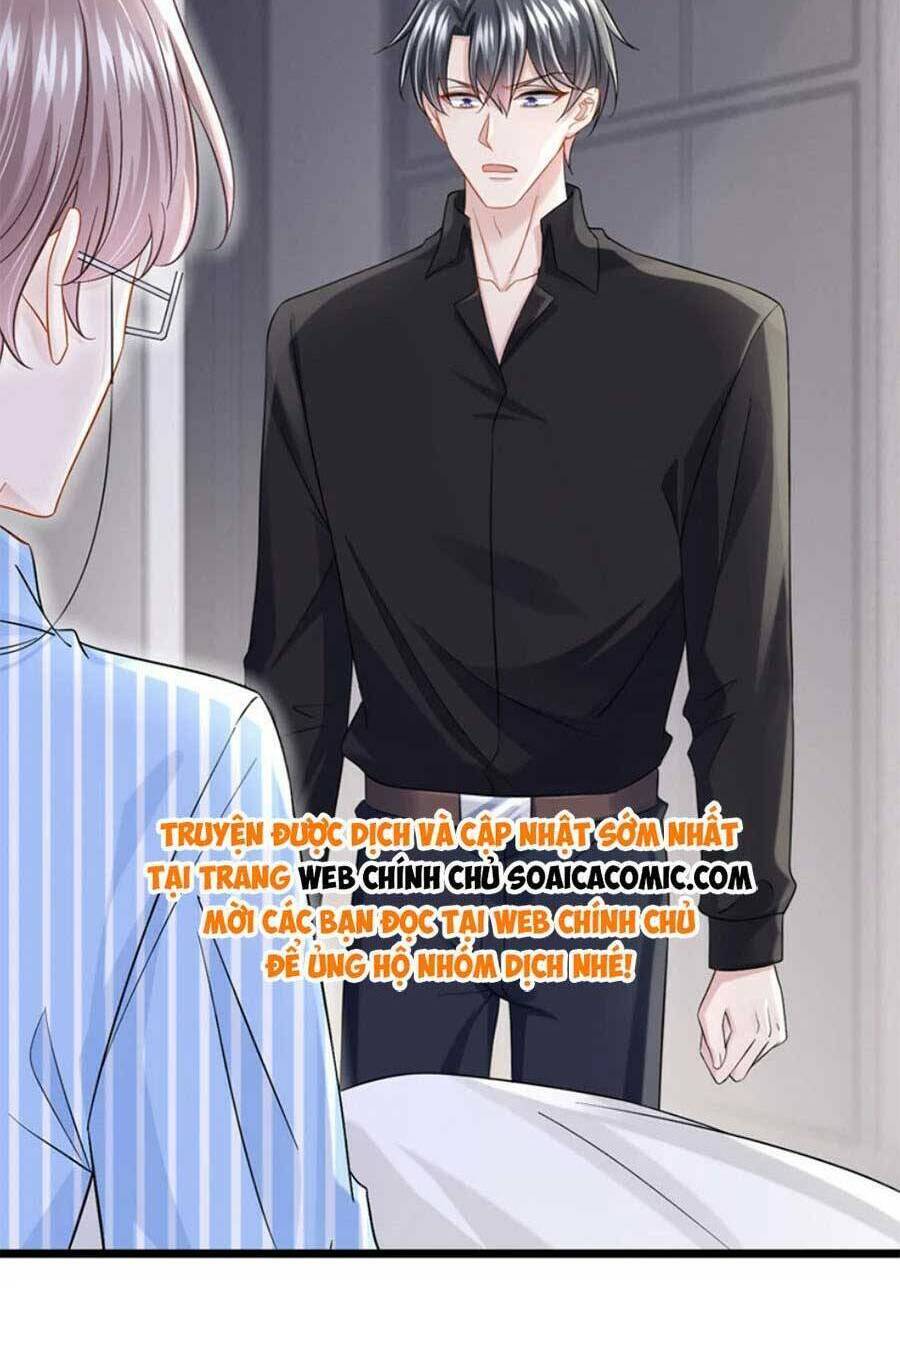 TRUYỆN ĐƯỢC DỊCH VÀ CẬP NHẬT SỚM NHẤT
TẠI TRANG WEB CHÍNH CHỦ SOAICACOMIC.COM
MỜI CÁC BẠN ĐỌC TẠI WEB CHÍNH CHỦ
ĐỂ ỦNG HỘ NHÓM DỊCH NHÉ!